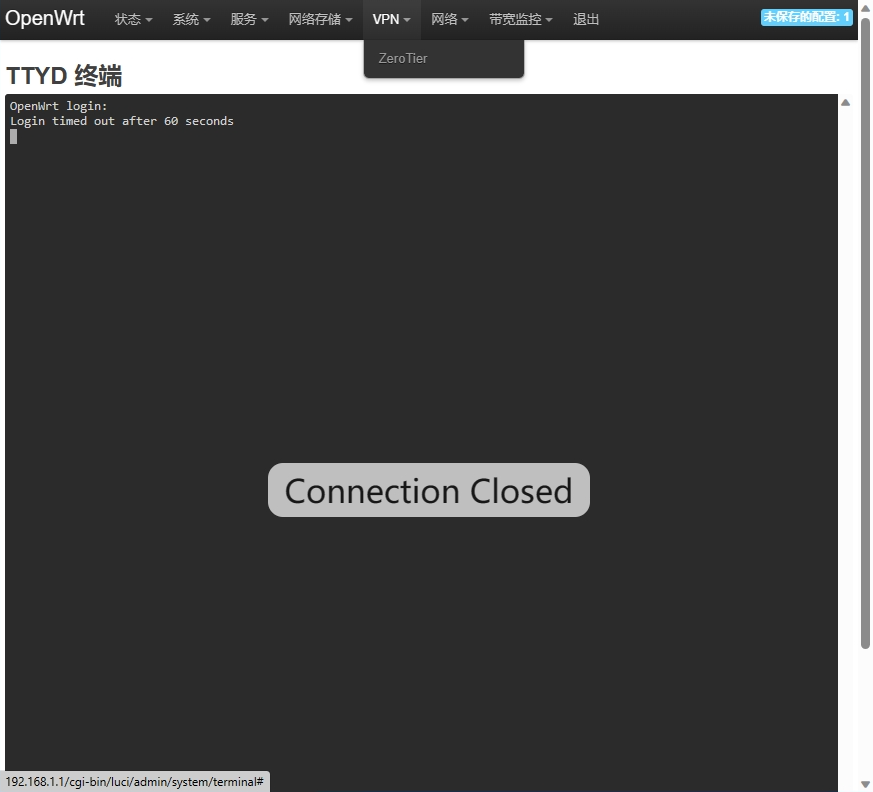 OpenWrt 状态 系统 服务 网络存储 VPN 网络 带宽监控 退出 未保存的配置: 1
ZeroTier
TTYD 终端
OpenWrt login:
Login timed out after 60 seconds
Connection Closed
192.168.1.1/cgi-bin/luci/admin/system/terminal#